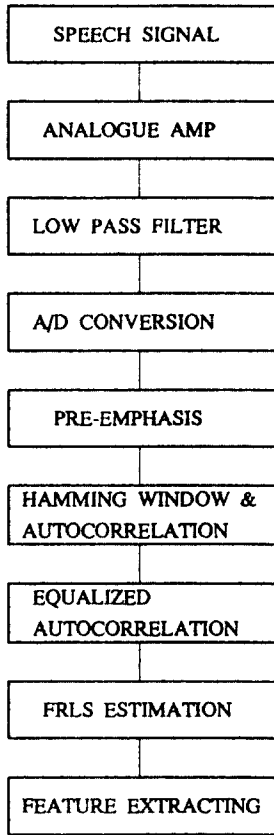 SPEECH SIGNAL
ANALOGUE AMP
LOW PASS FILTER
A/D CONVERSION
PRE-EMPHASIS
HAMMING WINDOW &
AUTOCORRELATION
EQUALIZED
AUTOCORRELATION
FRLS ESTIMATION
FEATURE EXTRACTING